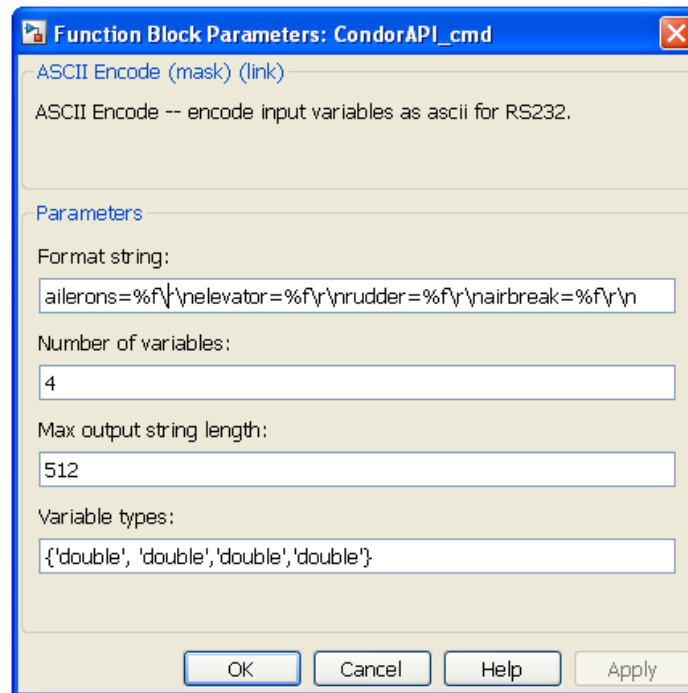 Function Block Parameters: CondorAPI_cmd
ASCII Encode (mask) (link)
ASCII Encode -- encode input variables as ascii for RS232.
Parameters
Format string:
ailerons=%f\r\nelevator=%f\r\nrudder=%f\r\nairbreak=%f\r\n
Number of variables:
4
Max output string length:
512
Variable types:
{'double', 'double','double','double'}
OK Cancel Help Apply